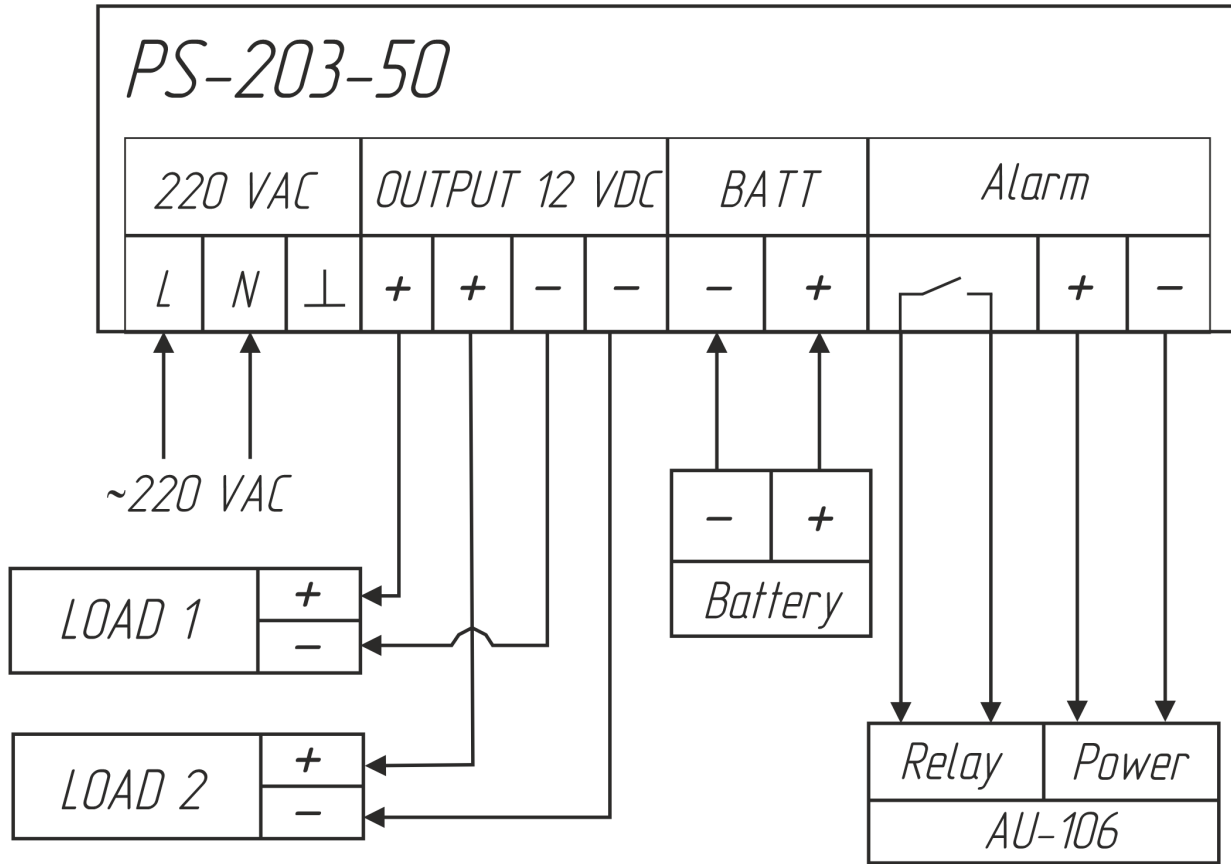 PS-203-50
220 VAC OUTPUT 12 VDC BATT Alarm
L N ⊥ + + − − − + + −
~220 VAC
− +
Battery
LOAD 1 + −
LOAD 2 + −
Relay Power
AU-106